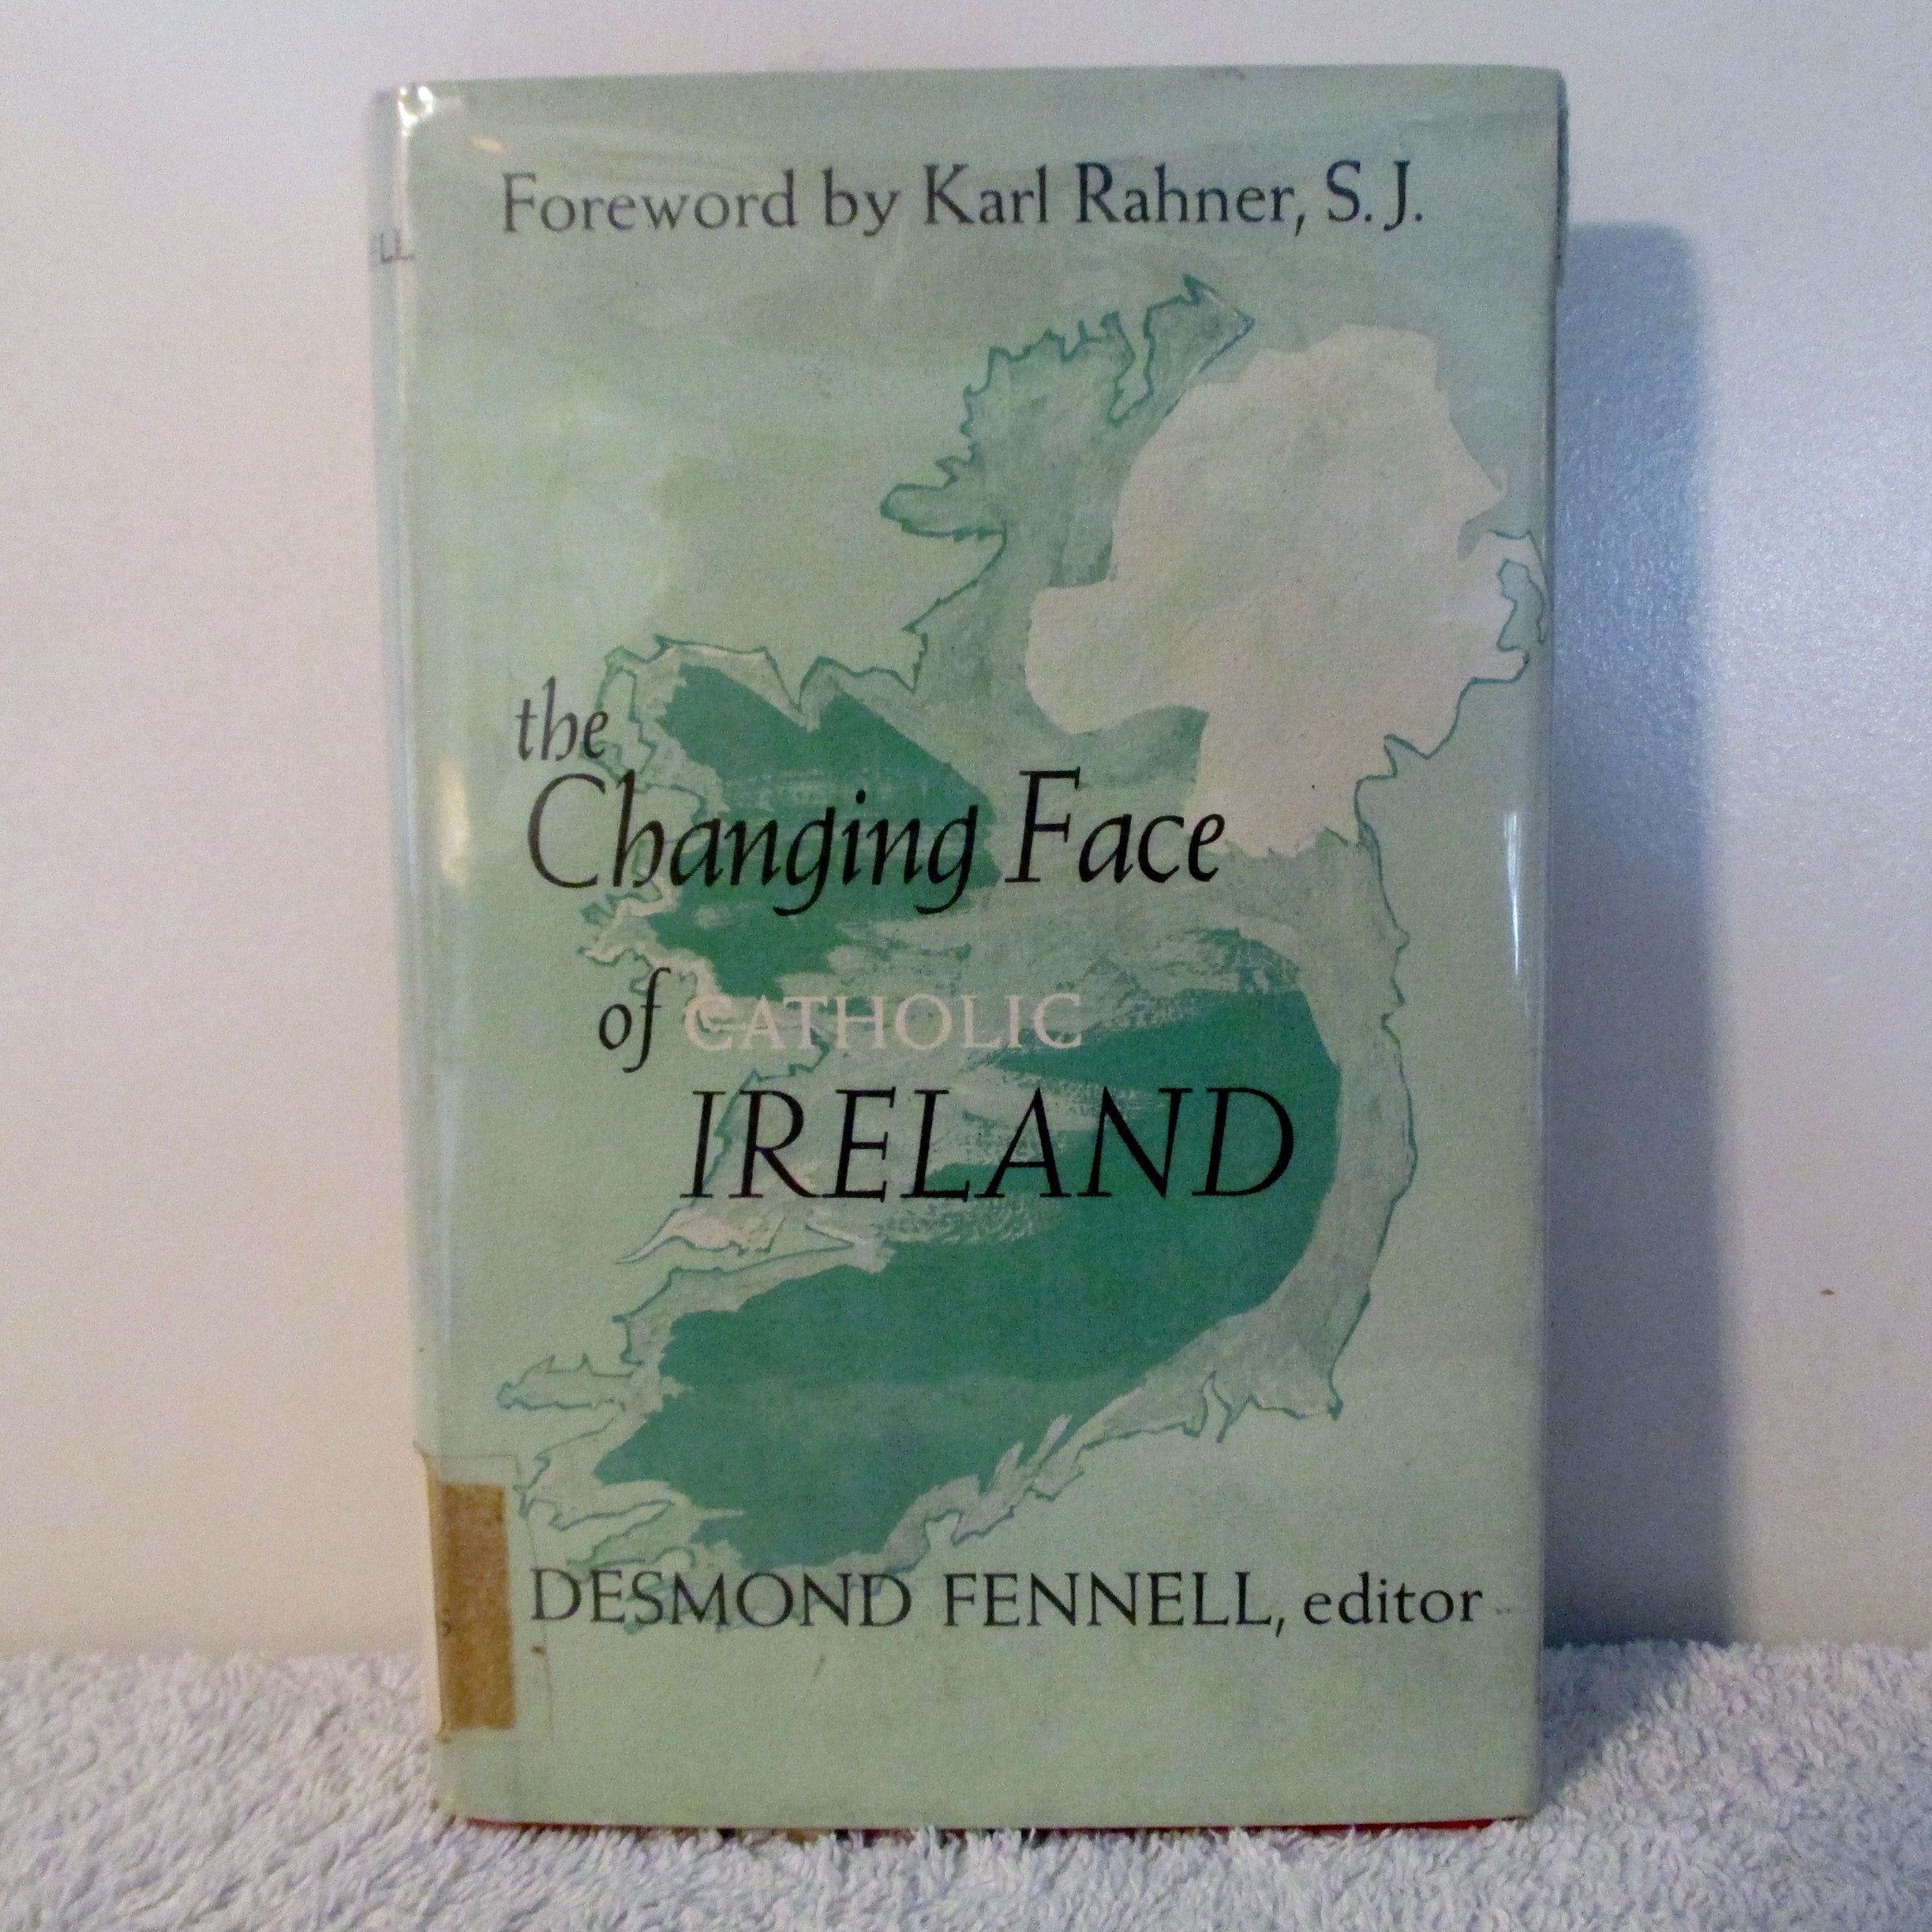 Foreword by Karl Rahner, S.J.
the
Changing Face
of CATHOLIC
IRELAND
DESMOND FENNELL, editor